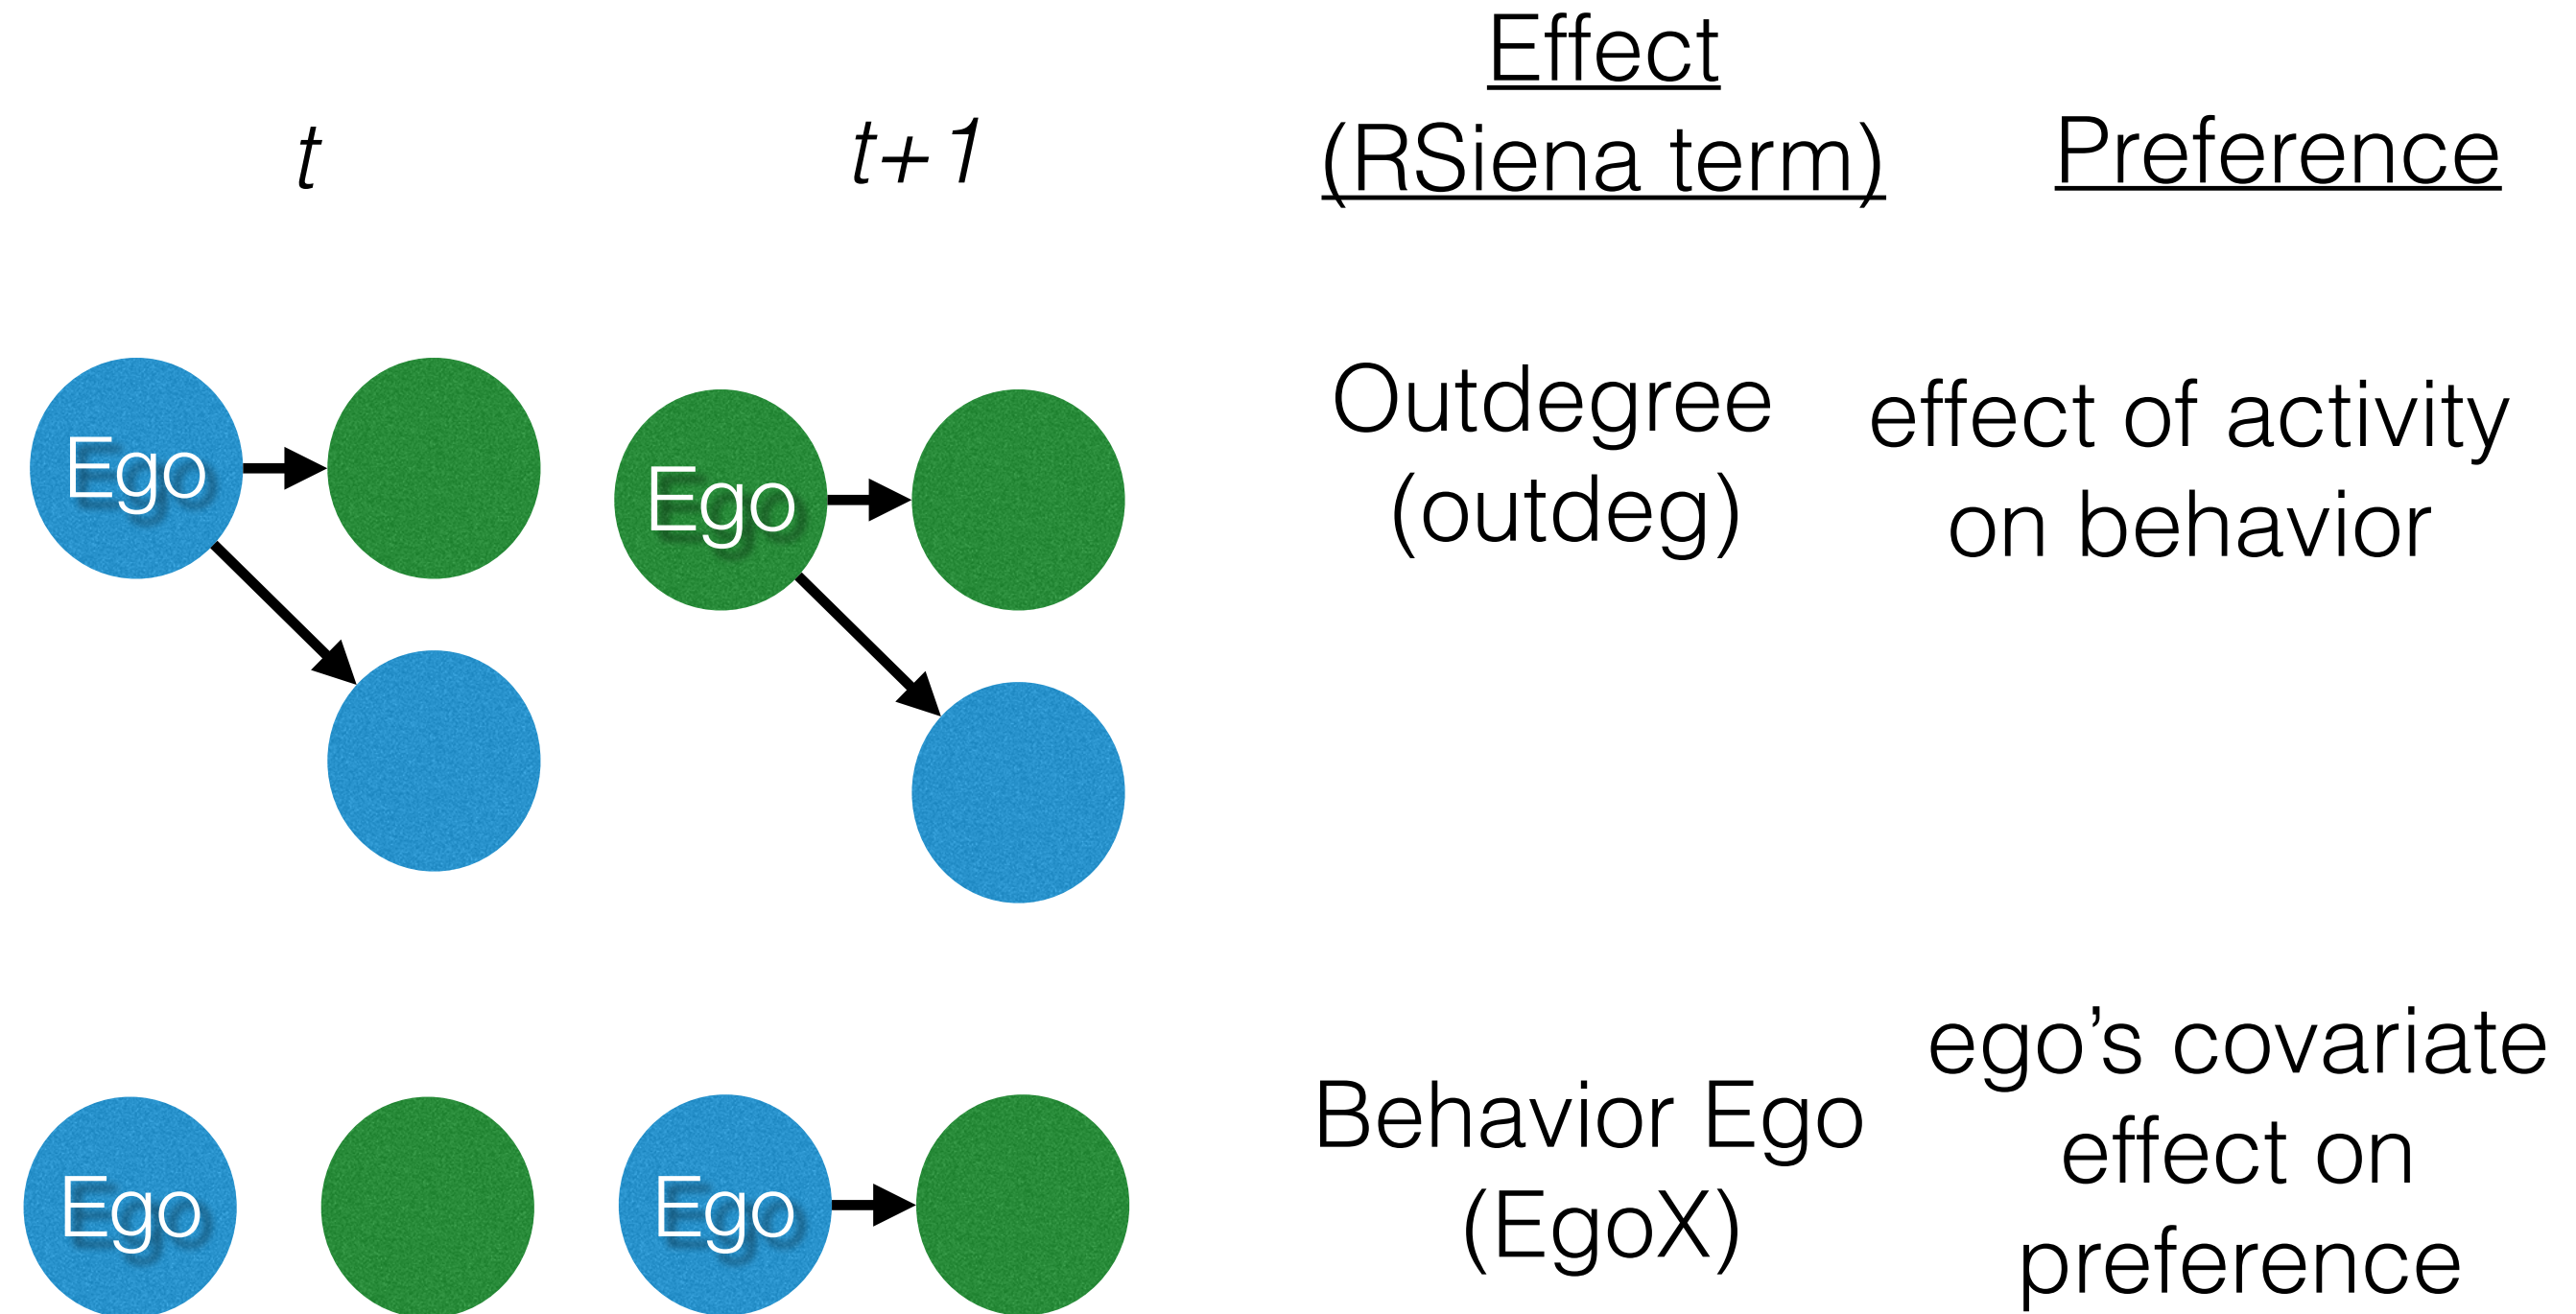 t
t+1
Effect
(RSiena term)
Preference
Ego
Ego
Outdegree
(outdeg)
effect of activity
on behavior
Ego
Ego
Behavior Ego
(EgoX)
ego’s covariate
effect on
preference